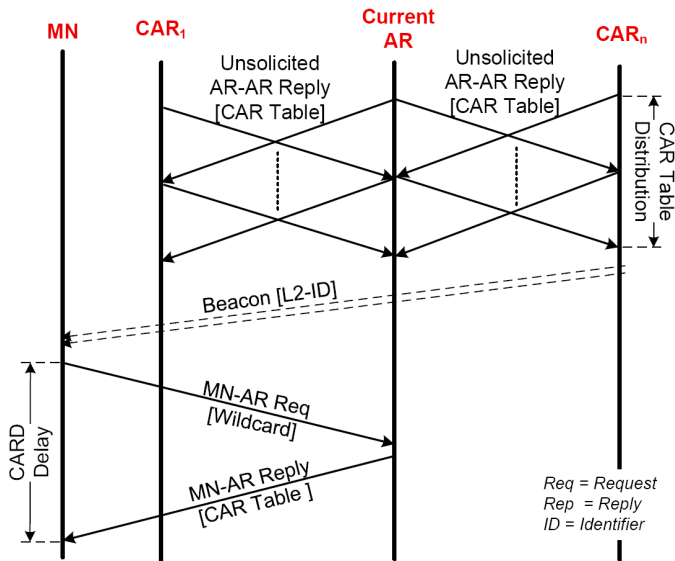 MN
CAR1
Current
AR
CARn
Unsolicited
AR-AR Reply
[CAR Table]
Unsolicited
AR-AR Reply
[CAR Table]
CAR Table
Distribution
Beacon [L2-ID]
MN-AR Req
[Wildcard]
CARD
Delay
MN-AR Reply
[CAR Table ]
Req = Request
Rep = Reply
ID = Identifier